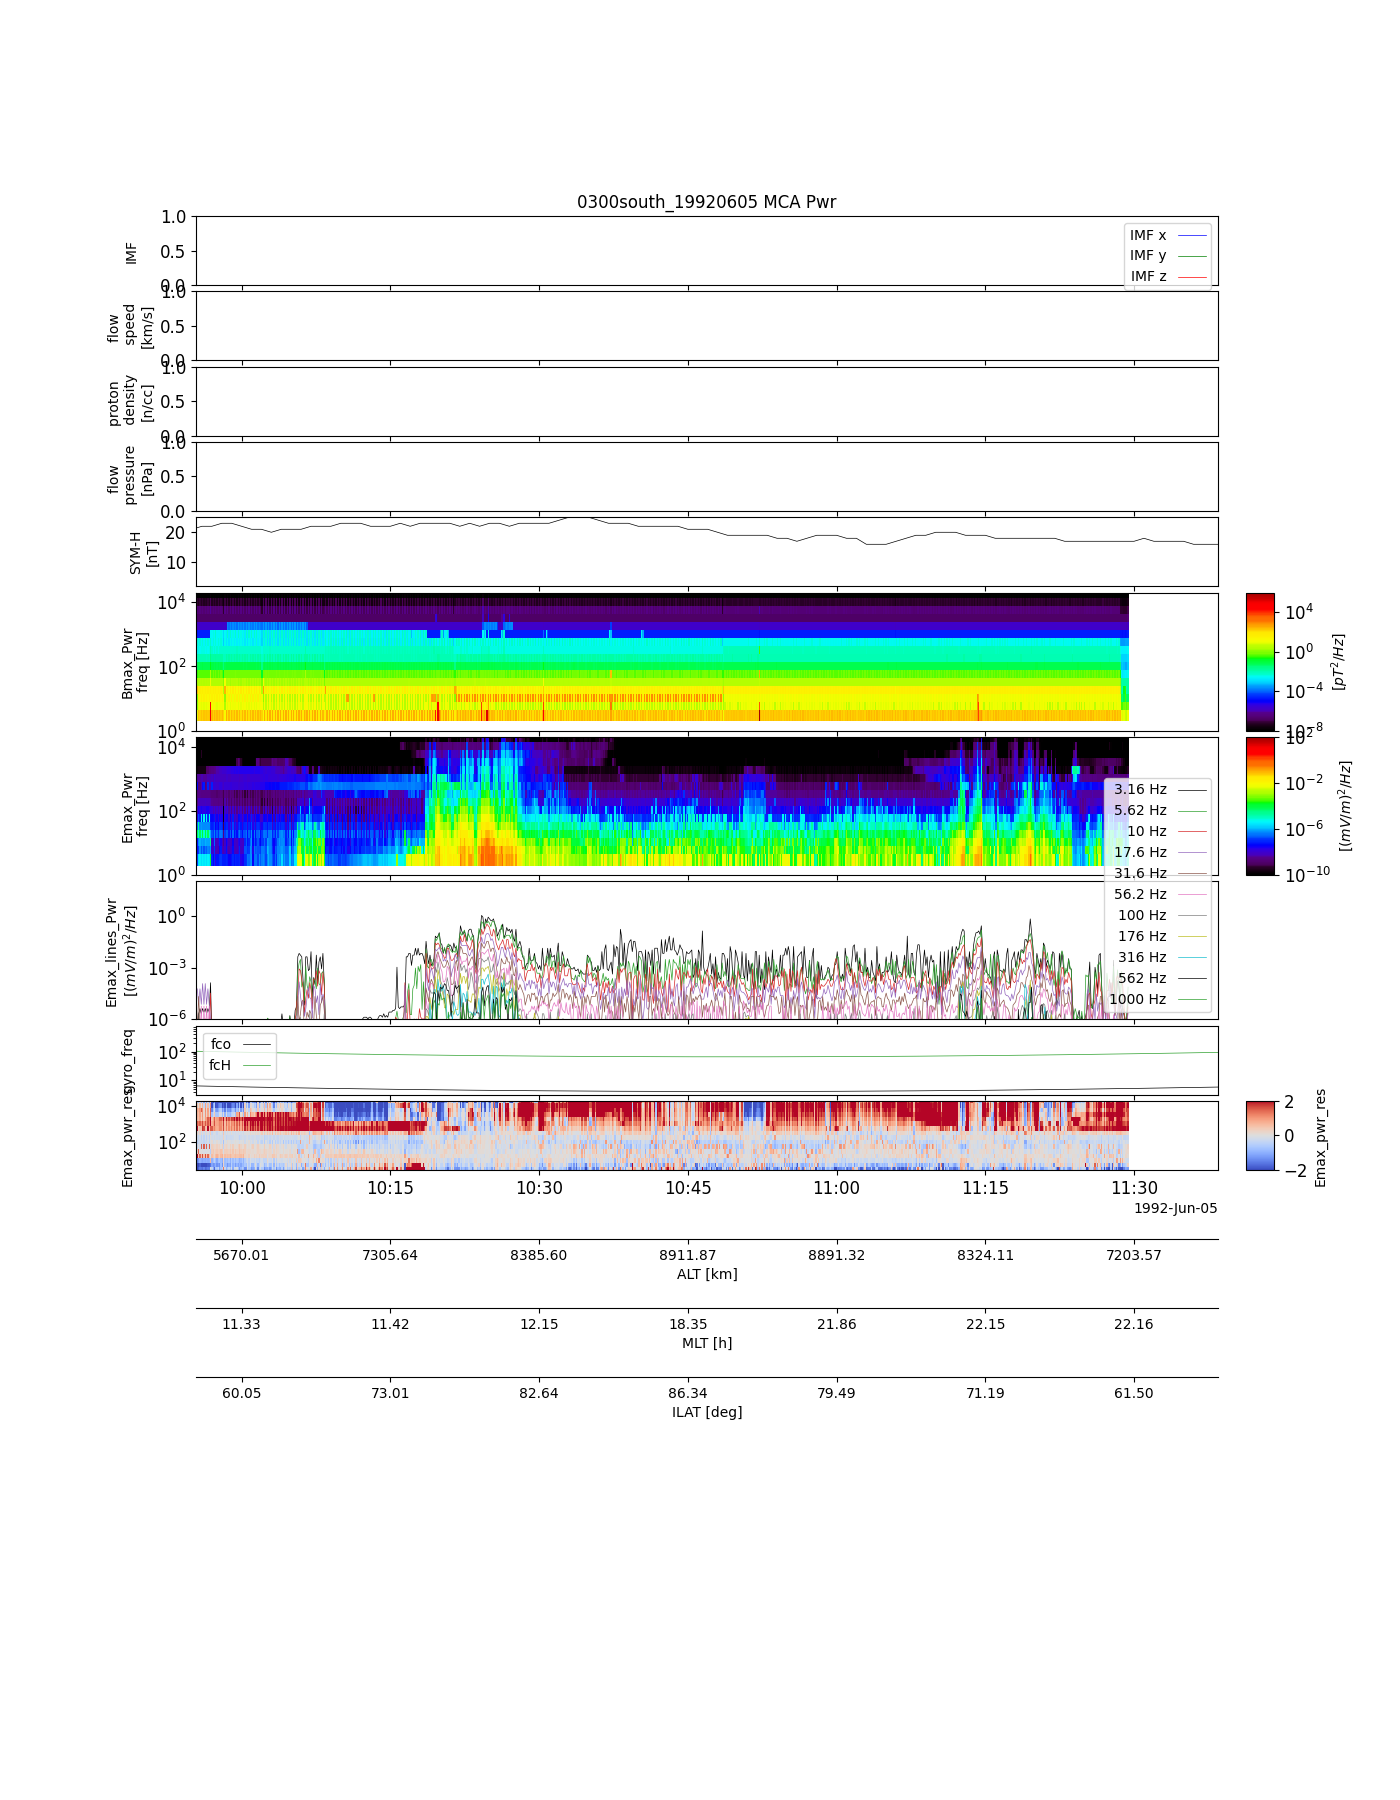 0300south_19920605 MCA Pwr
1.0
0.5
0.0
IMF
IMF x
IMF y
IMF z
1.0
0.5
0.0
flow
speed
[km/s]
1.0
0.5
0.0
proton
density
[n/cc]
1.0
0.5
0.0
flow
pressure
[nPa]
20
10
SYM-H
[nT]
10^4
10^2
10^0
Bmax_Pwr
freq [Hz]
10^4
10^0
10^−4
10^−8
[pT^2/Hz]
10^4
10^2
10^0
Emax_Pwr
freq [Hz]
10^2
10^−2
10^−6
10^−10
[(mV/m)^2/Hz]
3.16 Hz
5.62 Hz
10 Hz
17.6 Hz
31.6 Hz
56.2 Hz
100 Hz
176 Hz
316 Hz
562 Hz
1000 Hz
10^0
10^−3
10^−6
Emax_lines_Pwr
[(mV/m)^2/Hz]
10^2
10^1
gyro_freq
fco
fcH
10^4
10^2
Emax_pwr_res
2
0
−2
Emax_pwr_res
10:00 10:15 10:30 10:45 11:00 11:15 11:30
1992-Jun-05
5670.01 7305.64 8385.60 8911.87 8891.32 8324.11 7203.57
ALT [km]
11.33 11.42 12.15 18.35 21.86 22.15 22.16
MLT [h]
60.05 73.01 82.64 86.34 79.49 71.19 61.50
ILAT [deg]